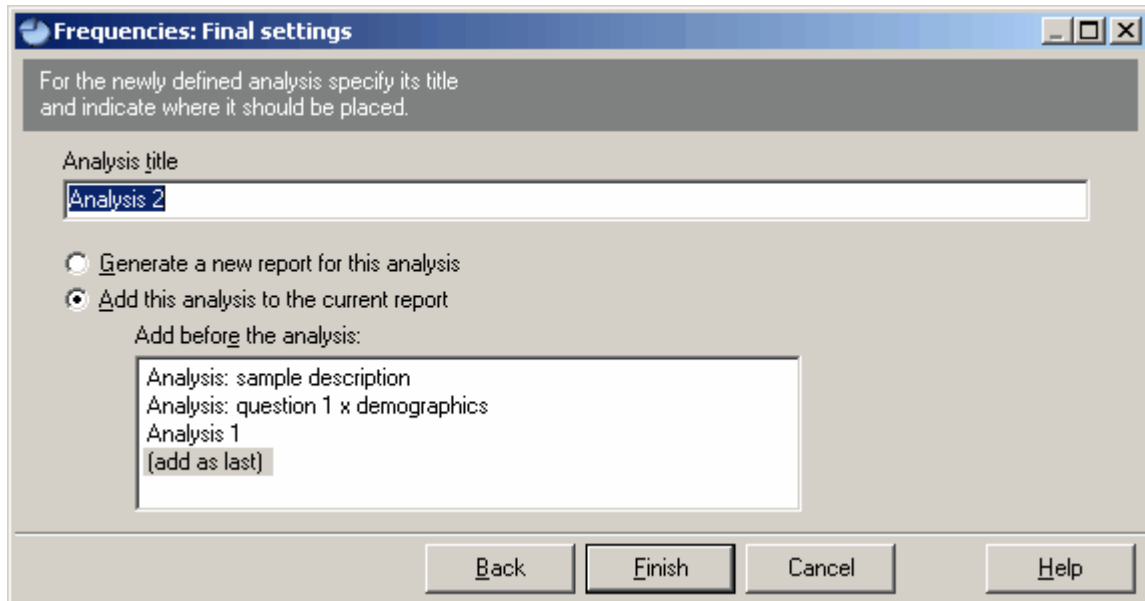 Frequencies: Final settings
For the newly defined analysis specify its title
and indicate where it should be placed.
Analysis title
Analysis 2
Generate a new report for this analysis
Add this analysis to the current report
Add before the analysis:
Analysis: sample description
Analysis: question 1 x demographics
Analysis 1
(add as last)
Back Finish Cancel Help